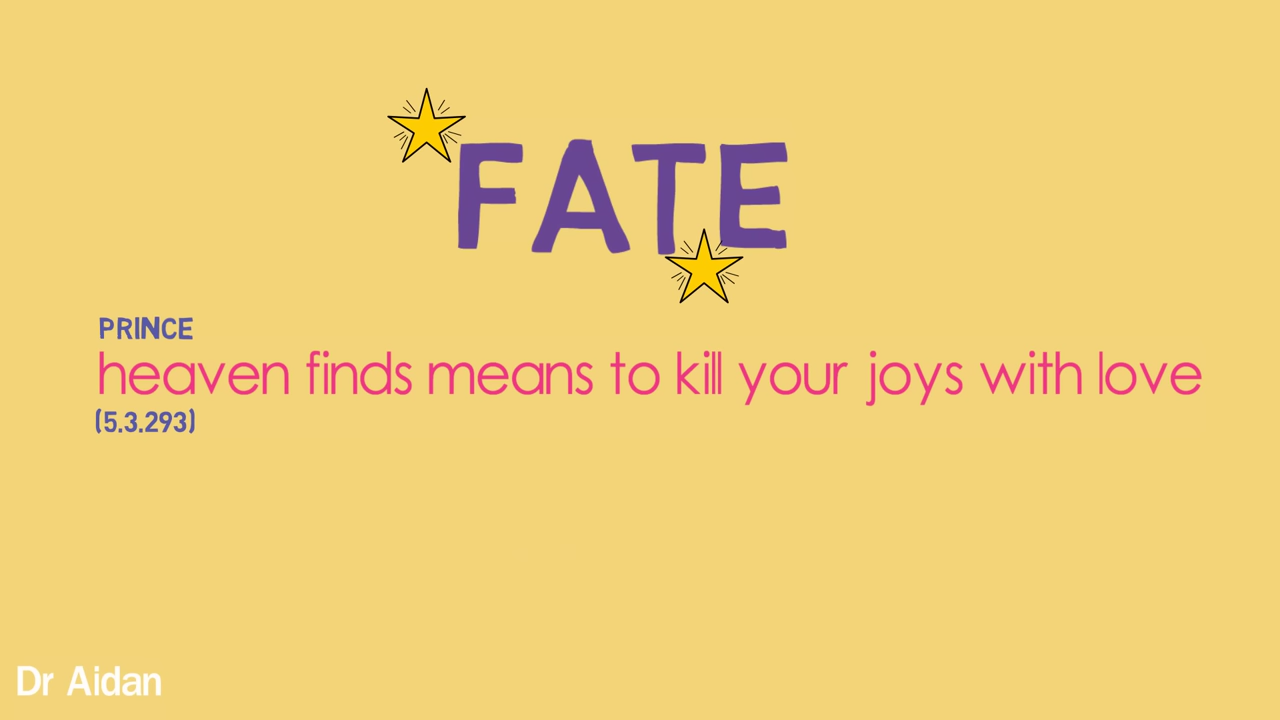 FATE
PRINCE
heaven finds means to kill your joys with love
(5.3.293)
Dr Aidan